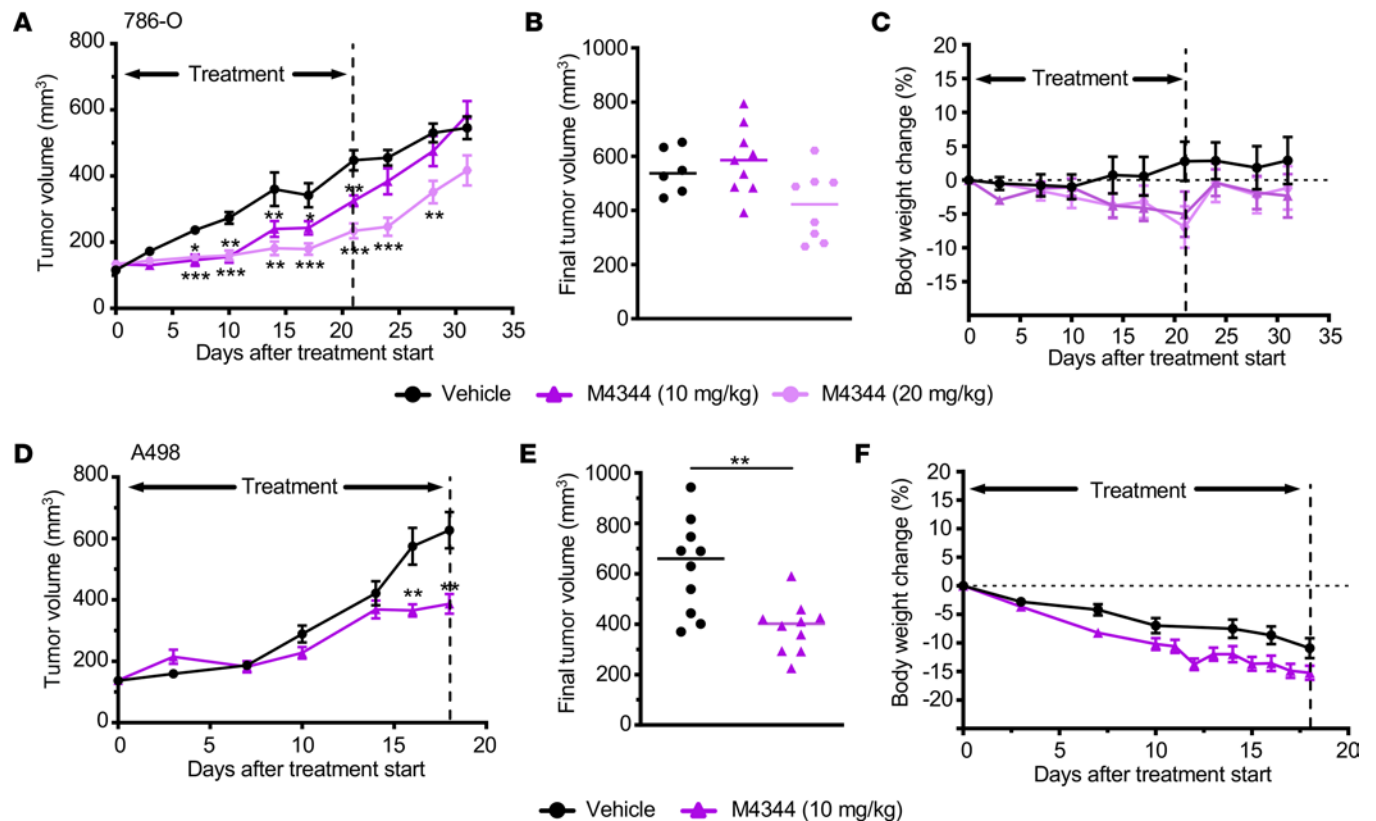 A
786-O
Tumor volume (mm³)
800
600
400
200
0
Treatment
**
*
**
*
**
***
***
**
***
***
***
**
0 5 10 15 20 25 30 35
Days after treatment start
B
Final tumor volume (mm³)
1000
800
600
400
200
0
C
Body weight change (%)
20
15
10
5
0
-5
-10
-15
Treatment
0 5 10 15 20 25 30 35
Days after treatment start
Vehicle M4344 (10 mg/kg) M4344 (20 mg/kg)
D
A498
Tumor volume (mm³)
800
600
400
200
0
Treatment
** **
0 5 10 15 20
Days after treatment start
E
Final tumor volume (mm³)
1000
800
600
400
200
0
**
F
Body weight change (%)
20
15
10
5
0
-5
-10
-15
-20
Treatment
0 5 10 15 20
Days after treatment start
Vehicle M4344 (10 mg/kg)